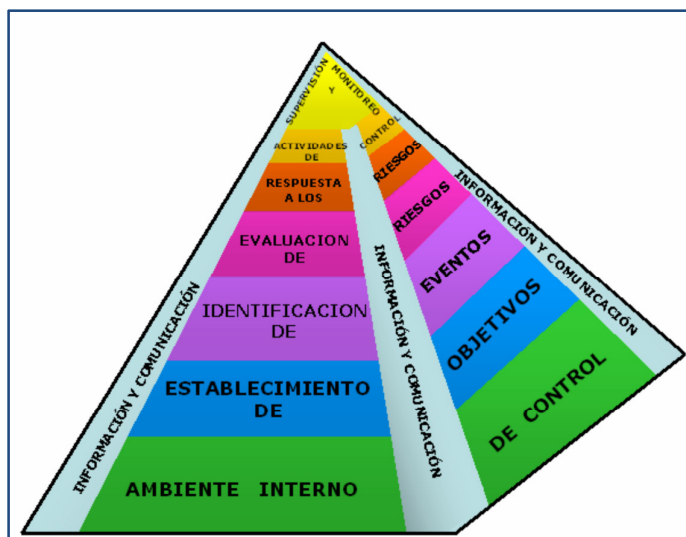 SUPERVISIÓN
Y
MONITOREO
ACTIVIDADES
DE
CONTROL
RESPUESTA
A LOS
RIESGOS
EVALUACION
DE
RIESGOS
IDENTIFICACION
DE
EVENTOS
ESTABLECIMIENTO
DE
OBJETIVOS
AMBIENTE INTERNO
DE CONTROL
INFORMACIÓN Y COMUNICACIÓN
INFORMACIÓN Y COMUNICACIÓN
INFORMACIÓN Y COMUNICACIÓN